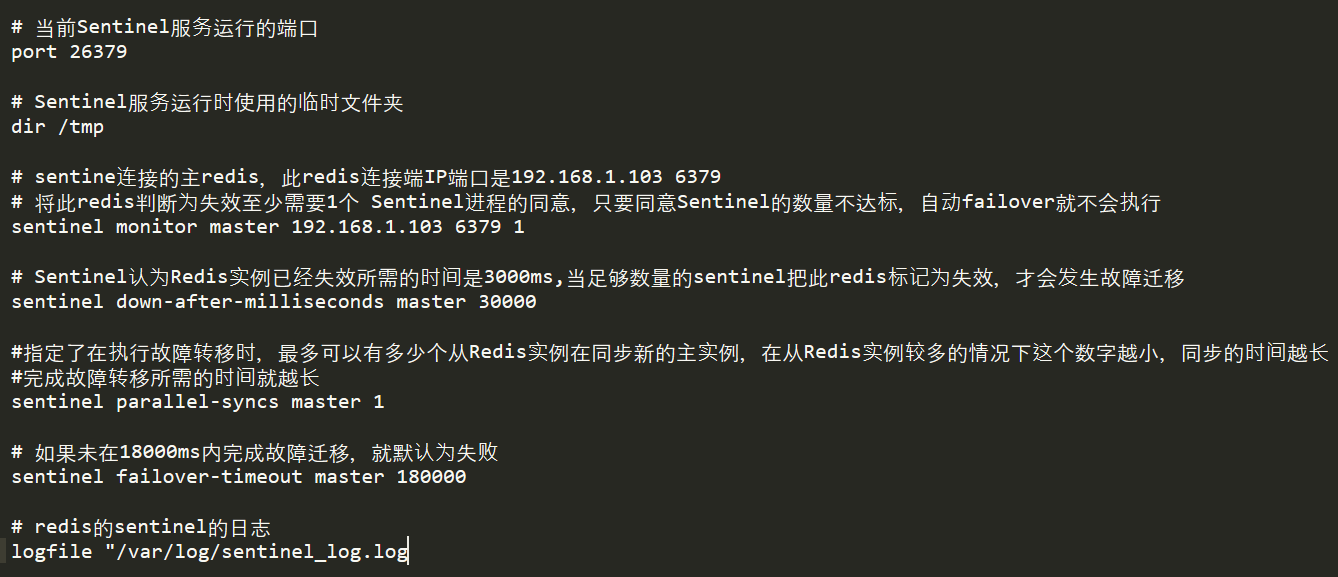 # 当前Sentinel服务运行的端口
port 26379
# Sentinel服务运行时使用的临时文件夹
dir /tmp
# sentine连接的主redis, 此redis连接端IP端口是192.168.1.103 6379
# 将此redis判断为失效至少需要1个 Sentinel进程的同意, 只要同意Sentinel的数量不达标, 自动failover就不会执行
sentinel monitor master 192.168.1.103 6379 1
# Sentinel认为Redis实例已经失效所需的时间是3000ms,当足够数量的sentinel把此redis标记为失效, 才会发生故障迁移
sentinel down-after-milliseconds master 30000
#指定了在执行故障转移时, 最多可以有多少个从Redis实例在同步新的主实例, 在从Redis实例较多的情况下这个数字越小, 同步的时间越长
#完成故障转移所需的时间就越长
sentinel parallel-syncs master 1
# 如果未在18000ms内完成故障迁移, 就默认为失败
sentinel failover-timeout master 180000
# redis的sentinel的日志
logfile "/var/log/sentinel_log.log